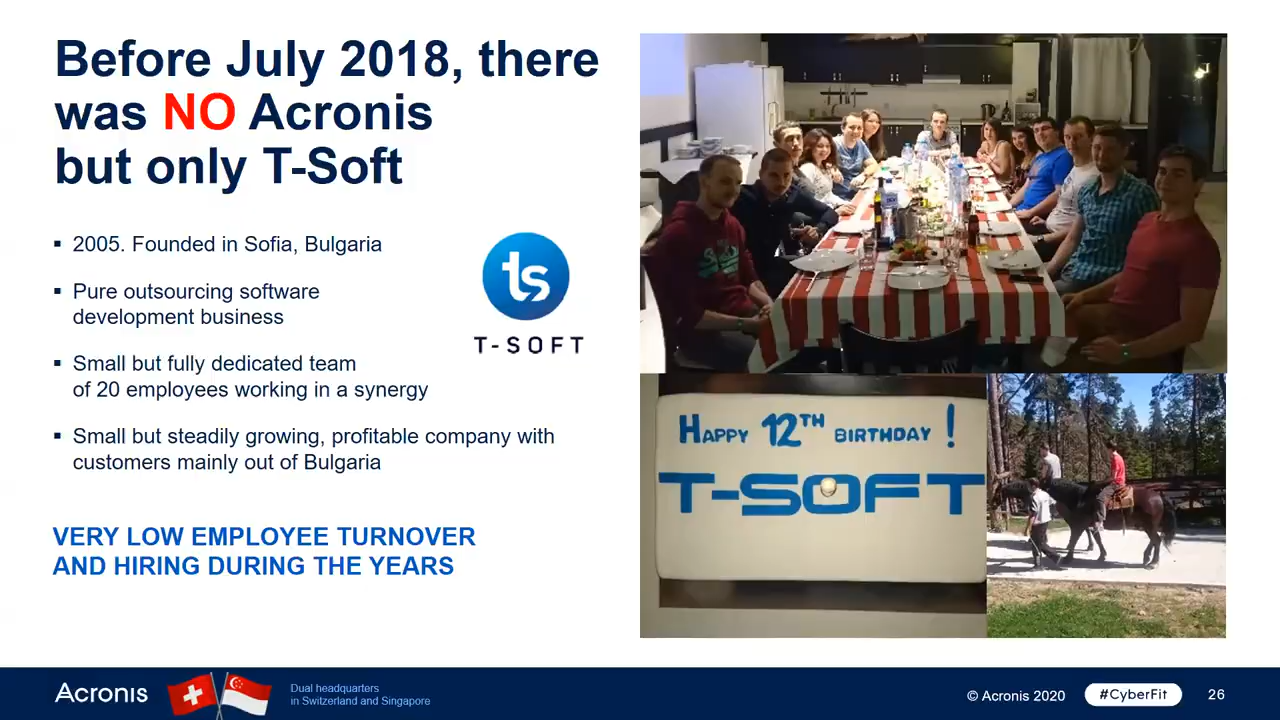 Before July 2018, there
was NO Acronis
but only T-Soft
▪ 2005. Founded in Sofia, Bulgaria
▪ Pure outsourcing software
development business
▪ Small but fully dedicated team
of 20 employees working in a synergy
▪ Small but steadily growing, profitable company with
customers mainly out of Bulgaria
VERY LOW EMPLOYEE TURNOVER
AND HIRING DURING THE YEARS
ts
T-SOFT
HAPPY 12TH BIRTHDAY!
T-SOFT
Acronis
Dual headquarters
in Switzerland and Singapore
© Acronis 2020
#CyberFit
26